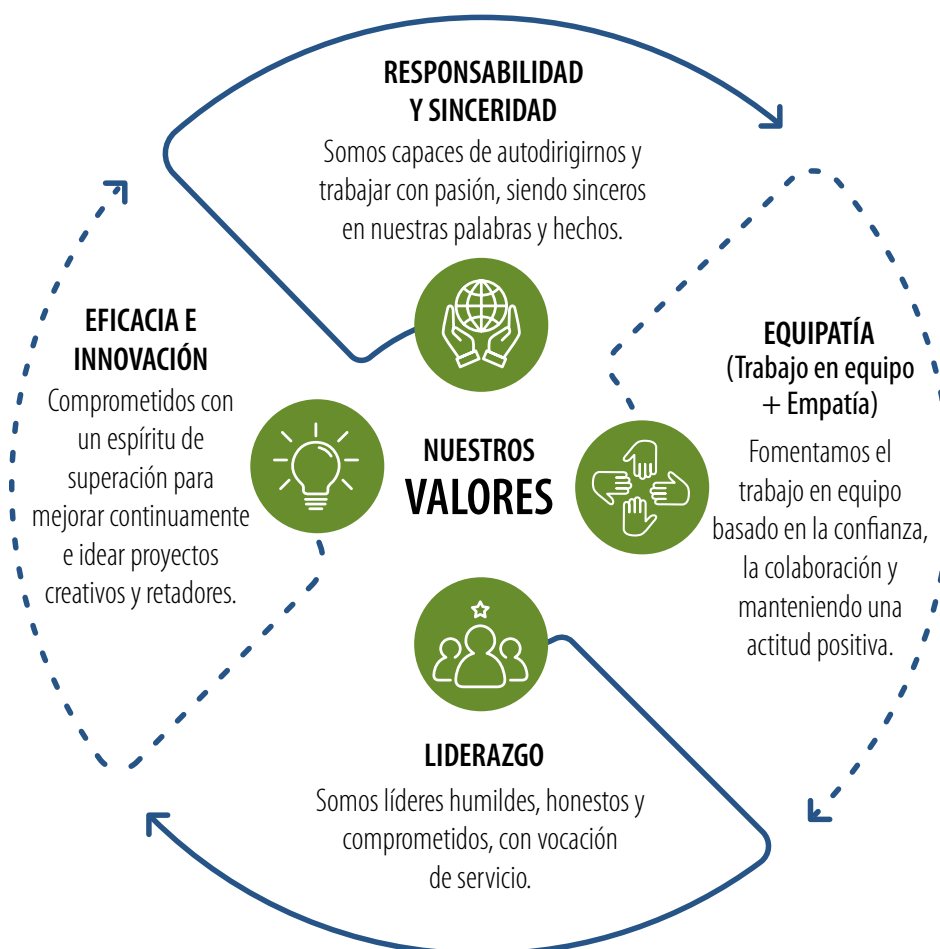 RESPONSABILIDAD
Y SINCERIDAD
Somos capaces de autodirigirnos y
trabajar con pasión, siendo sinceros
en nuestras palabras y hechos.
EFICACIA E
INNOVACIÓN
Comprometidos con
un espíritu de
superación para
mejorar continuamente
e idear proyectos
creativos y retadores.
NUESTROS
VALORES
EQUIPATÍA
(Trabajo en equipo
+ Empatía)
Fomentamos el
trabajo en equipo
basado en la confianza,
la colaboración y
manteniendo una
actitud positiva.
LIDERAZGO
Somos líderes humildes, honestos y
comprometidos, con vocación
de servicio.